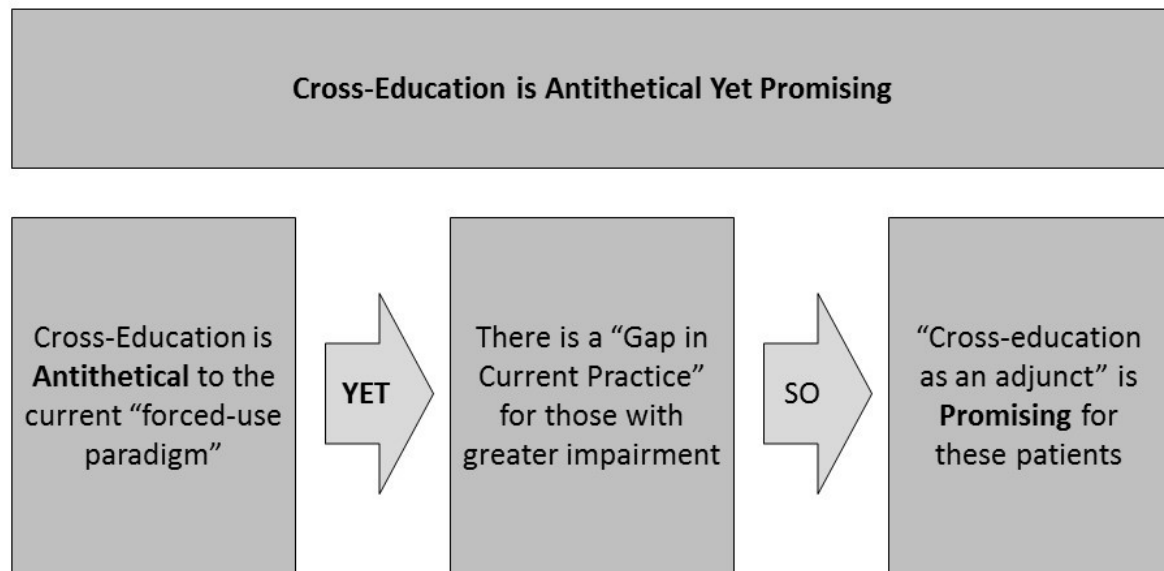 Cross-Education is Antithetical Yet Promising
Cross-Education is
Antithetical to the
current “forced-use
paradigm”
YET
There is a “Gap in
Current Practice”
for those with
greater impairment
SO
“Cross-education
as an adjunct” is
Promising for
these patients